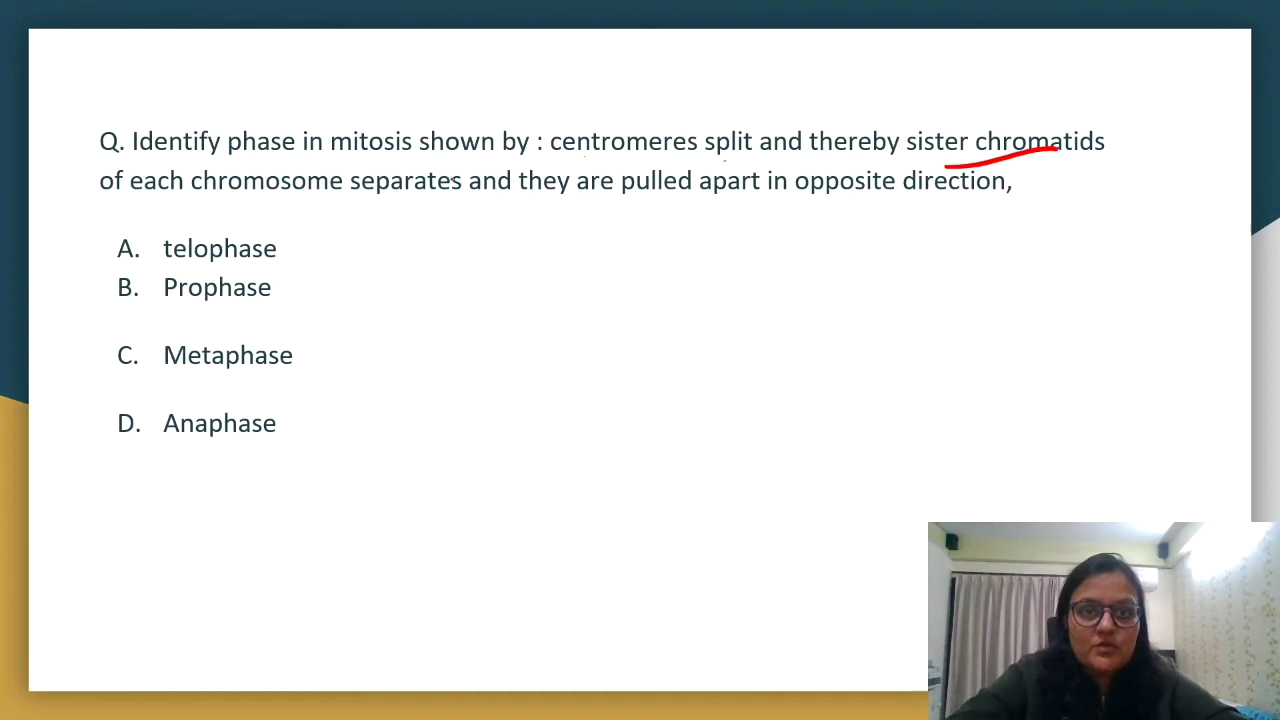 Q. Identify phase in mitosis shown by : centromeres split and thereby sister chromatids
of each chromosome separates and they are pulled apart in opposite direction,
A. telophase
B. Prophase
C. Metaphase
D. Anaphase